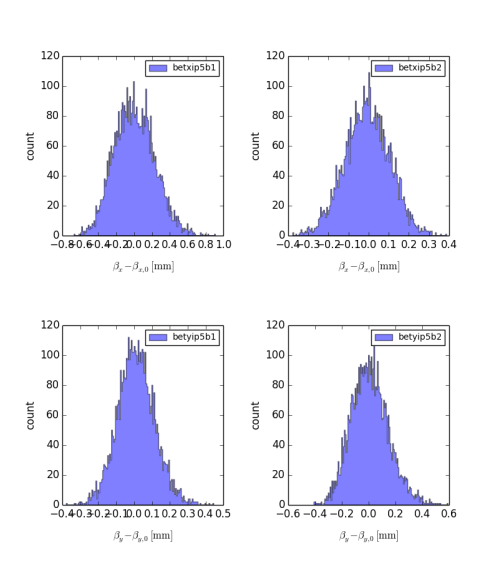 120
100
80
60
40
20
0
count
betxip5b1
−0.8−0.6−0.4−0.2 0.0 0.2 0.4 0.6 0.8 1.0
βx−βx,0 [mm]
120
100
80
60
40
20
0
count
betxip5b2
−0.4−0.3−0.2−0.1 0.0 0.1 0.2 0.3 0.4
βx−βx,0 [mm]
120
100
80
60
40
20
0
count
betyip5b1
−0.4−0.3−0.2−0.1 0.0 0.1 0.2 0.3 0.4 0.5
βy−βy,0 [mm]
120
100
80
60
40
20
0
count
betyip5b2
−0.6 −0.4 −0.2 0.0 0.2 0.4 0.6
βy−βy,0 [mm]